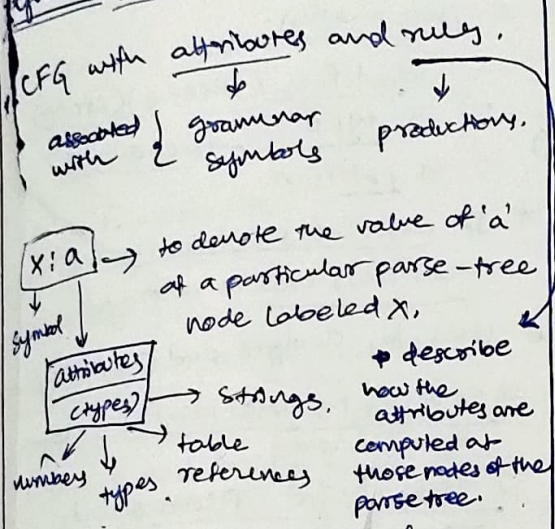 CFG with attributes and rules.
associated with { grammar symbols
productions.
X:a → to denote the value of 'a'
at a particular parse-tree
node labeled X.
symbol
attributes
(types)
→ strings.
table
references
numbers
types.
describe
how the
attributes are
computed at
those nodes of the
parse tree.